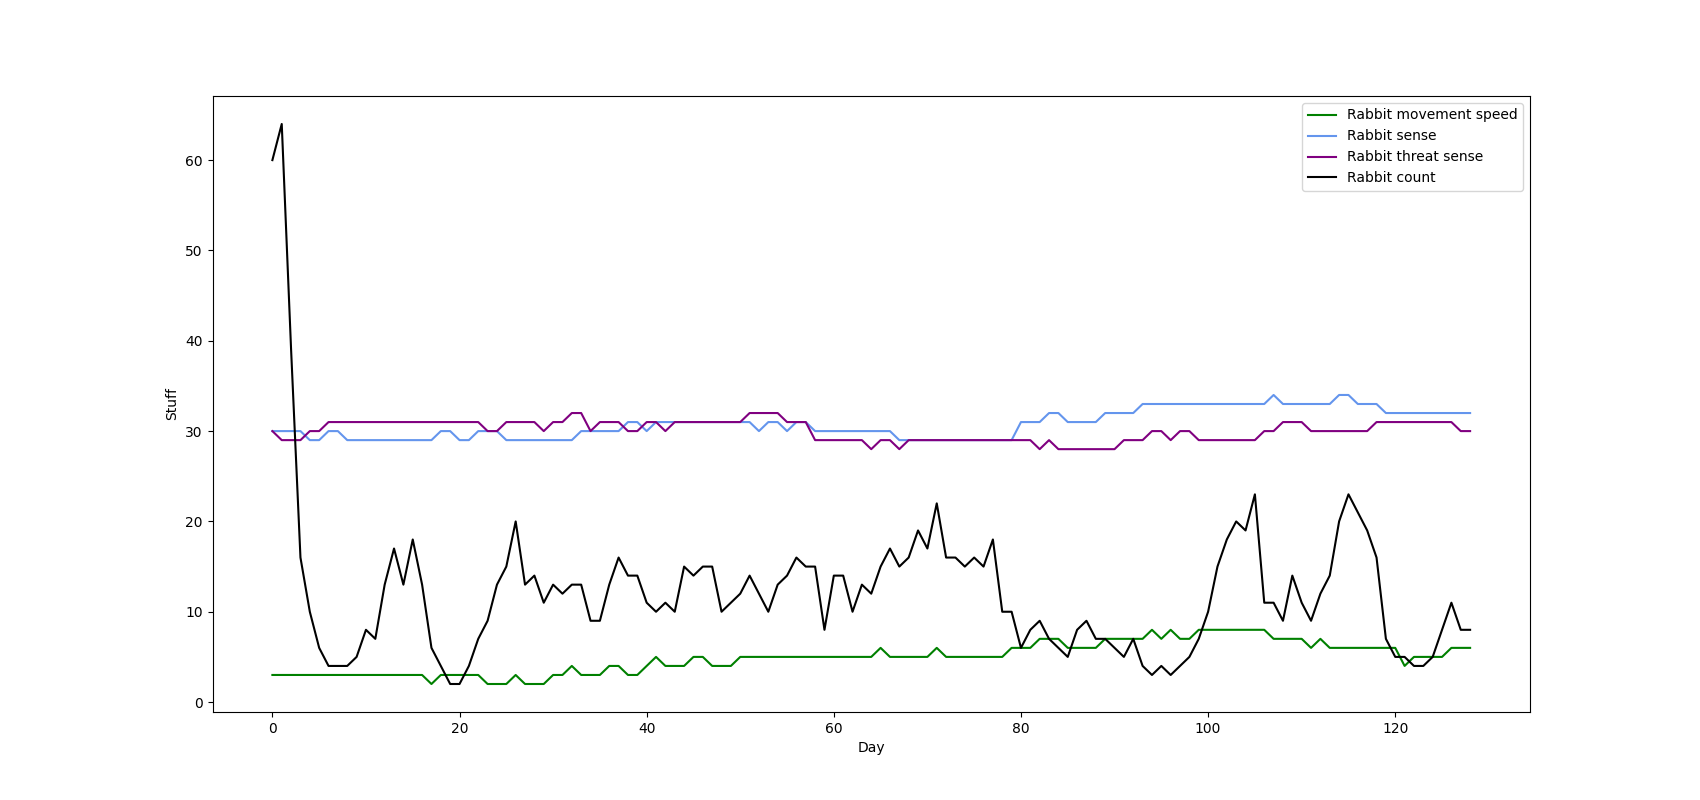 Rabbit movement speed
Rabbit sense
Rabbit threat sense
Rabbit count
60
50
40
30
20
10
0
Stuff
0 20 40 60 80 100 120
Day